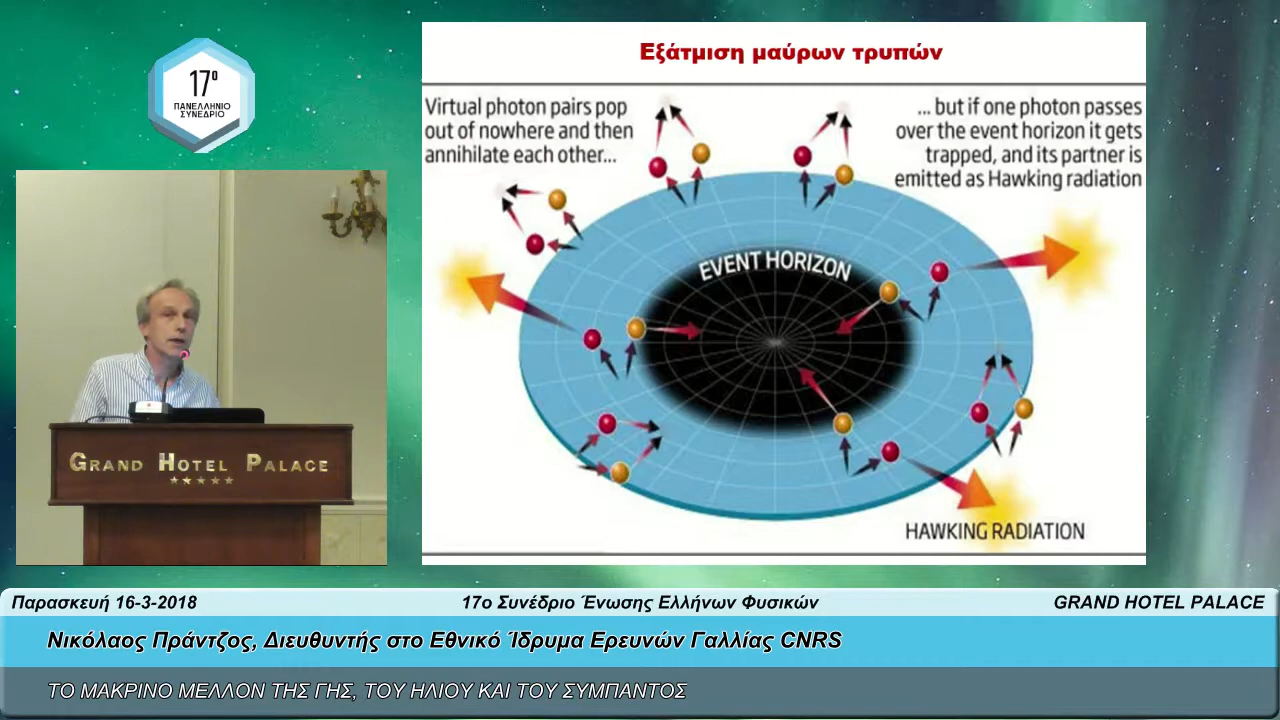 17ο
ΠΑΝΕΛΛΗΝΙΟ
ΣΥΝΕΔΡΙΟ
Εξάτμιση μαύρων τρυπών
Virtual photon pairs pop
out of nowhere and then
annihilate each other...
... but if one photon passes
over the event horizon it gets
trapped, and its partner is
emitted as Hawking radiation
EVENT HORIZON
HAWKING RADIATION
GRAND HOTEL PALACE
Παρασκευή 16-3-2018
17ο Συνέδριο Ένωσης Ελλήνων Φυσικών
GRAND HOTEL PALACE
Νικόλαος Πράντζος, Διευθυντής στο Εθνικό Ίδρυμα Ερευνών Γαλλίας CNRS
ΤΟ ΜΑΚΡΙΝΟ ΜΕΛΛΟΝ ΤΗΣ ΓΗΣ, ΤΟΥ ΗΛΙΟΥ ΚΑΙ ΤΟΥ ΣΥΜΠΑΝΤΟΣ